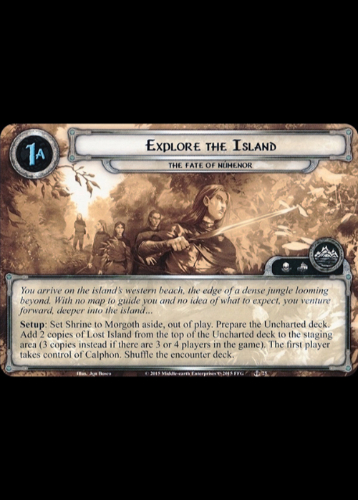 1A
EXPLORE THE ISLAND
THE FATE OF NÚMENOR
You arrive on the island's western beach, the edge of a dense jungle looming
beyond. With no map to guide you and no idea of what to expect, you venture
forward, deeper into the island...
Setup: Set Shrine to Morgoth aside, out of play. Prepare the Uncharted deck.
Add 2 copies of Lost Island from the top of the Uncharted deck to the staging
area (3 copies instead if there are 3 or 4 players in the game). The first player
takes control of Calphon. Shuffle the encounter deck.
© 2015 Middle-earth Enterprises © 2015 FFG